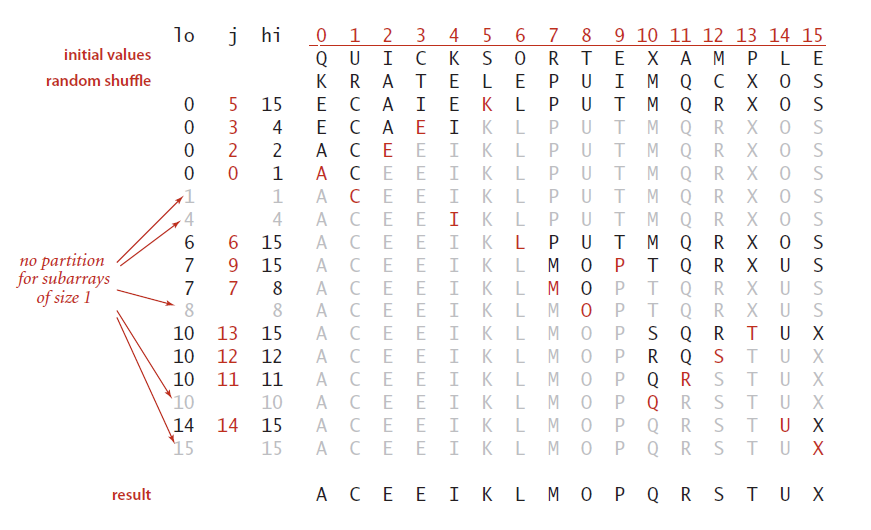 lo j hi 0 1 2 3 4 5 6 7 8 9 10 11 12 13 14 15
initial values Q U I C K S O R T E X A M P L E
random shuffle K R A T E L E P U I M Q C X O S
0 5 15 E C A I E K L P U T M Q R X O S
0 3 4 E C A E I K L P U T M Q R X O S
0 2 2 A C E E I K L P U T M Q R X O S
0 0 1 A C E E I K L P U T M Q R X O S
1 1 A C E E I K L P U T M Q R X O S
4 4 A C E E I K L P U T M Q R X O S
6 6 15 A C E E I K L P U T M Q R X O S
no partition
for subarrays
of size 1
7 9 15 A C E E I K L M O P T Q R X U S
7 7 8 A C E E I K L M O P T Q R X U S
8 8 A C E E I K L M O P T Q R X U S
10 13 15 A C E E I K L M O P S Q R T U X
10 12 12 A C E E I K L M O P R Q S T U X
10 11 11 A C E E I K L M O P Q R S T U X
10 10 A C E E I K L M O P Q R S T U X
14 14 15 A C E E I K L M O P Q R S T U X
15 15 A C E E I K L M O P Q R S T U X
result A C E E I K L M O P Q R S T U X